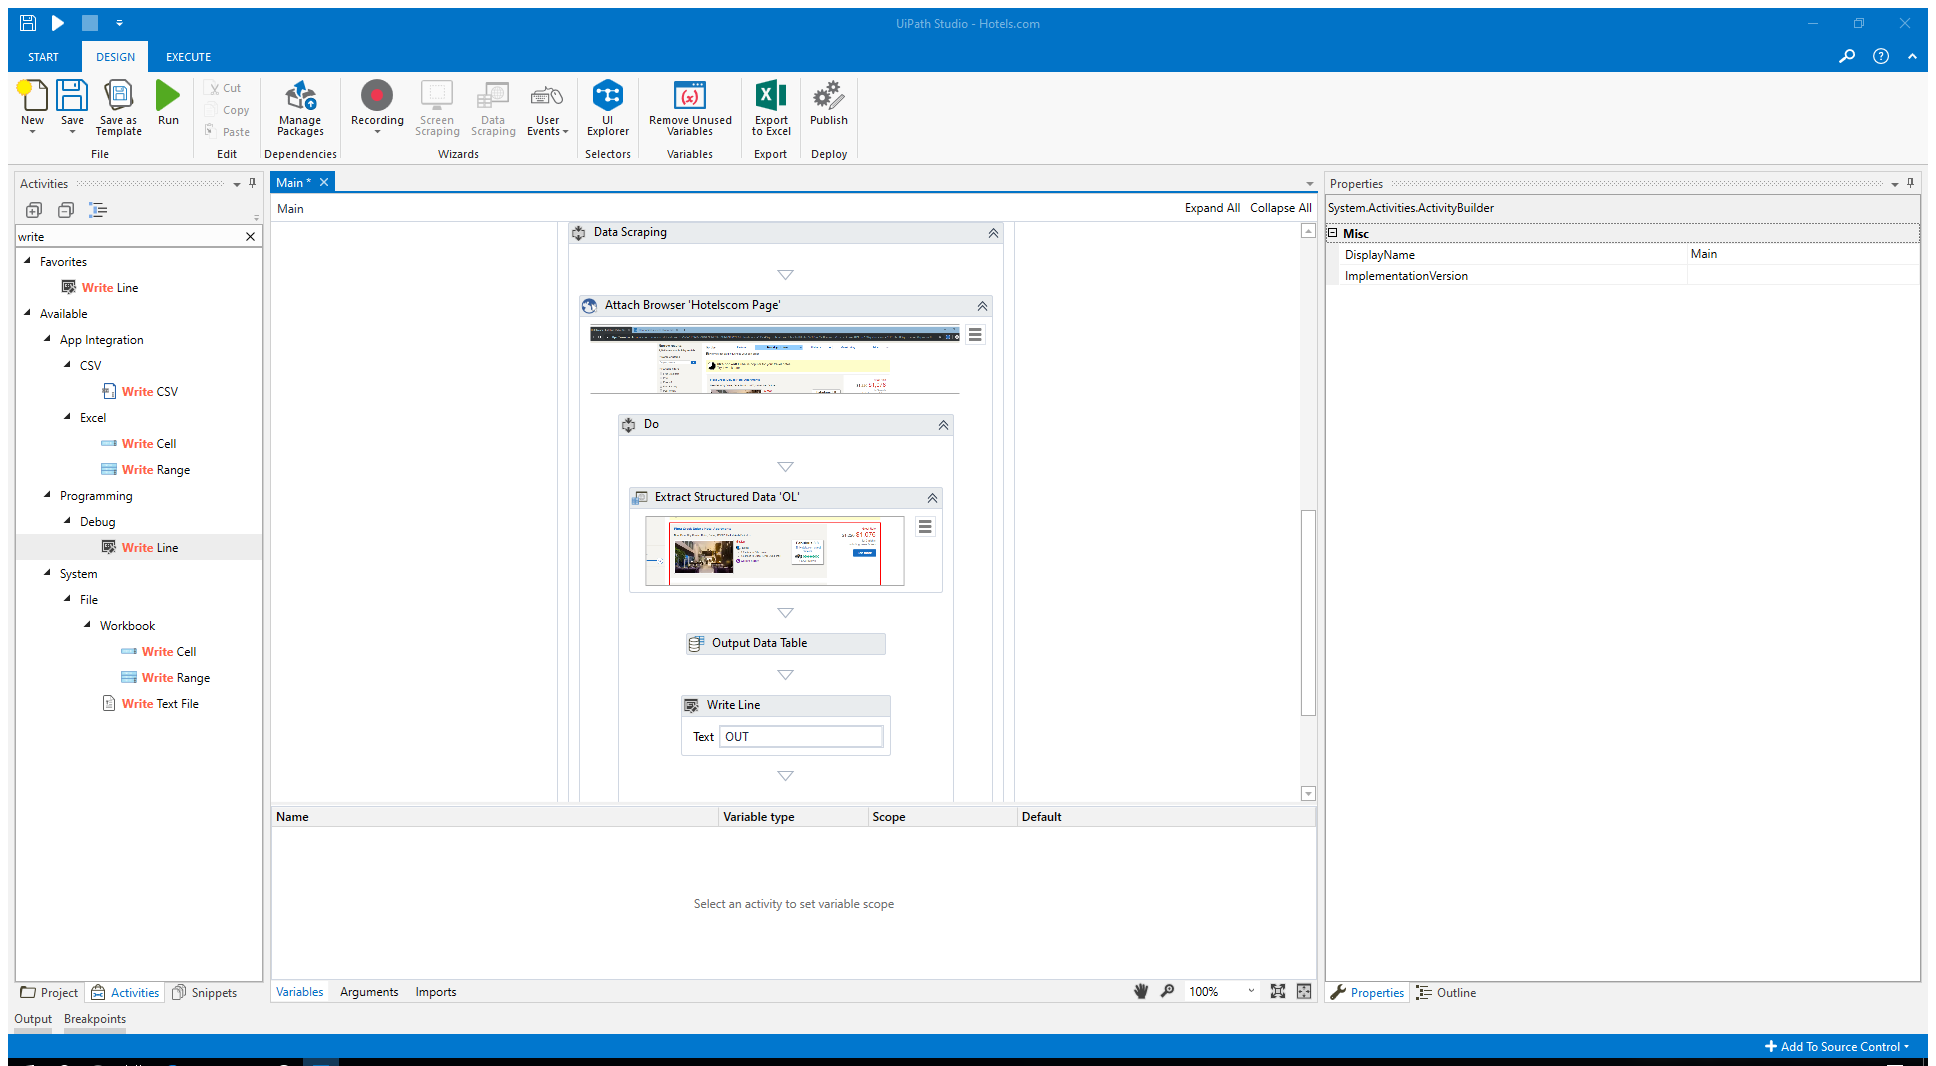 UiPath Studio - Hotels.com
START DESIGN EXECUTE
New Save Save as Template Run
Cut
Copy
Paste
Manage Packages
Recording Screen Scraping Data Scraping User Events
UI Explorer
Remove Unused Variables
Export to Excel
Publish
File Edit Dependencies Wizards Selectors Variables Export Deploy
Activities
write
Favorites
Write Line
Available
App Integration
CSV
Write CSV
Excel
Write Cell
Write Range
Programming
Debug
Write Line
System
File
Workbook
Write Cell
Write Range
Write Text File
Project Activities Snippets
Output Breakpoints
Main *
Main
Expand All Collapse All
Data Scraping
Attach Browser 'Hotelscom Page'
Do
Extract Structured Data 'OL'
Output Data Table
Write Line
Text OUT
Name Variable type Scope Default
Select an activity to set variable scope
Variables Arguments Imports
100%
Properties
System.Activities.ActivityBuilder
Misc
DisplayName Main
ImplementationVersion
Properties Outline
Add To Source Control